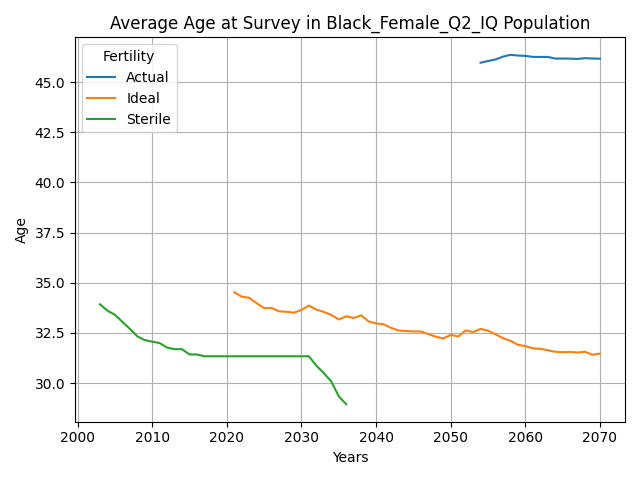 Average Age at Survey in Black_Female_Q2_IQ Population
Fertility
Actual
Ideal
Sterile
45.0
42.5
40.0
37.5
35.0
32.5
30.0
Age
2000 2010 2020 2030 2040 2050 2060 2070
Years